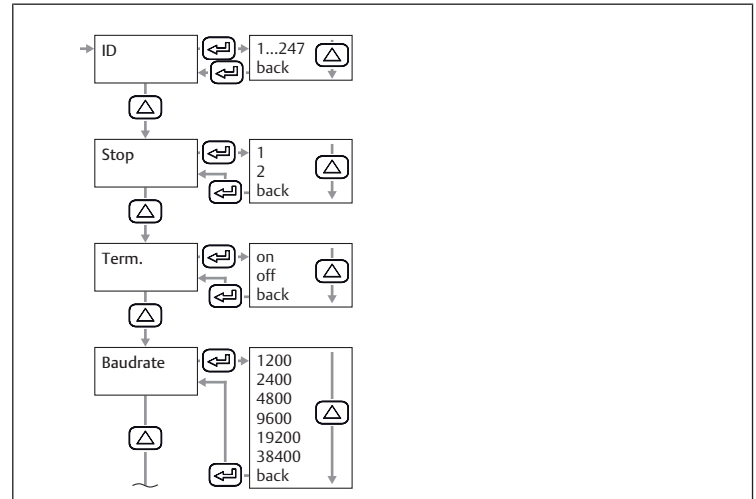 ID
1...247
back
Stop
1
2
back
Term.
on
off
back
Baudrate
1200
2400
4800
9600
19200
38400
back